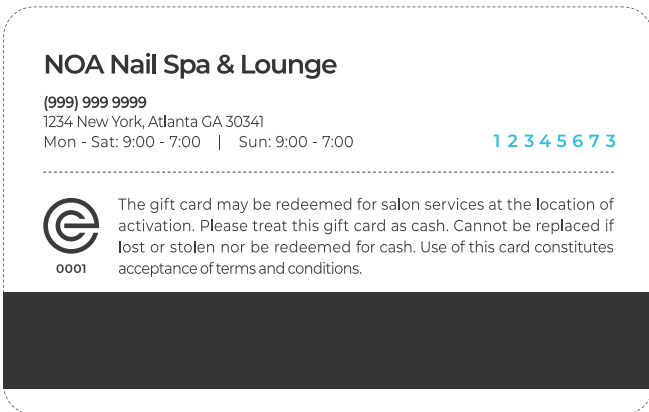 NOA Nail Spa & Lounge
(999) 999 9999
1234 New York, Atlanta GA 30341
Mon - Sat: 9:00 - 7:00 | Sun: 9:00 - 7:00
1 2 3 4 5 6 7 3
The gift card may be redeemed for salon services at the location of
activation. Please treat this gift card as cash. Cannot be replaced if
lost or stolen nor be redeemed for cash. Use of this card constitutes
acceptance of terms and conditions.
0001